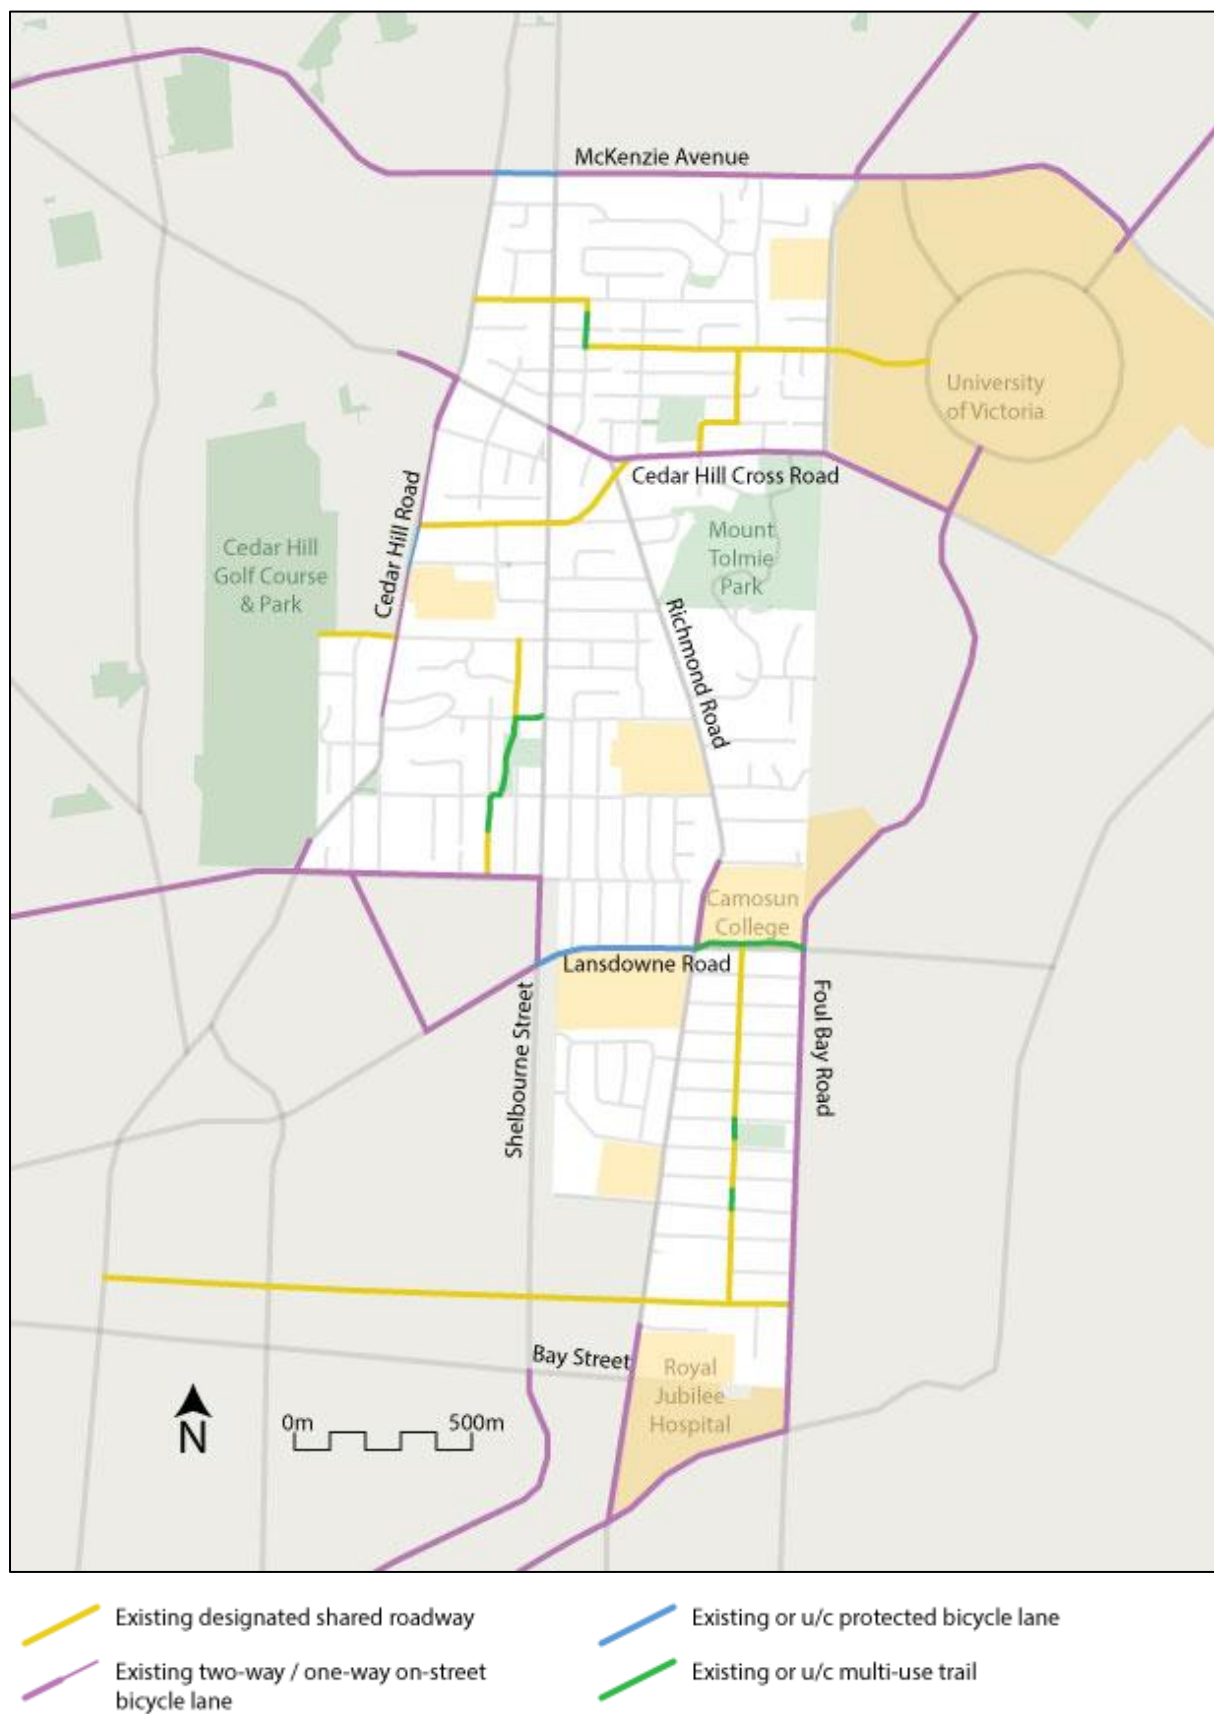 McKenzie Avenue
University
of Victoria
Cedar Hill Cross Road
Cedar Hill Road
Cedar Hill
Golf Course
& Park
Mount
Tolmie
Park
Richmond Road
Camosun
College
Lansdowne Road
Shelbourne Street
Foul Bay Road
Bay Street
Royal
Jubilee
Hospital
N
0m 500m
Existing designated shared roadway
Existing two-way / one-way on-street
bicycle lane
Existing or u/c protected bicycle lane
Existing or u/c multi-use trail